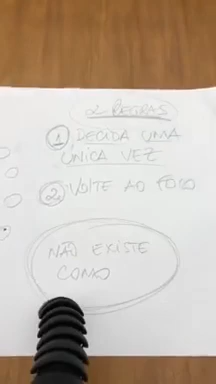 2 REGRAS
1 DECIDA UMA
ÚNICA VEZ
2. VOLTE AO FOCO
NÃO EXISTE
COMO